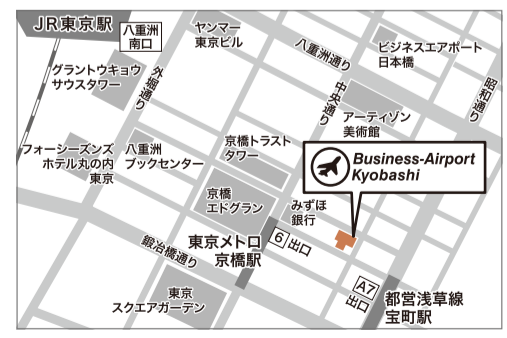 JR東京駅
八重洲
南口
ヤンマー
東京ビル
八重洲通り
ビジネスエアポート
日本橋
グラントウキョウ
サウスタワー
外堀通り
中央通り
昭和通り
アーティゾン
美術館
フォーシーズンズ
ホテル丸の内
東京
八重洲
ブックセンター
京橋トラスト
タワー
Business-Airport
Kyobashi
京橋
エドグラン
みずほ
銀行
鍛冶橋通り
東京メトロ
京橋駅
6 出口
A7
出口
東京
スクエアガーデン
都営浅草線
宝町駅